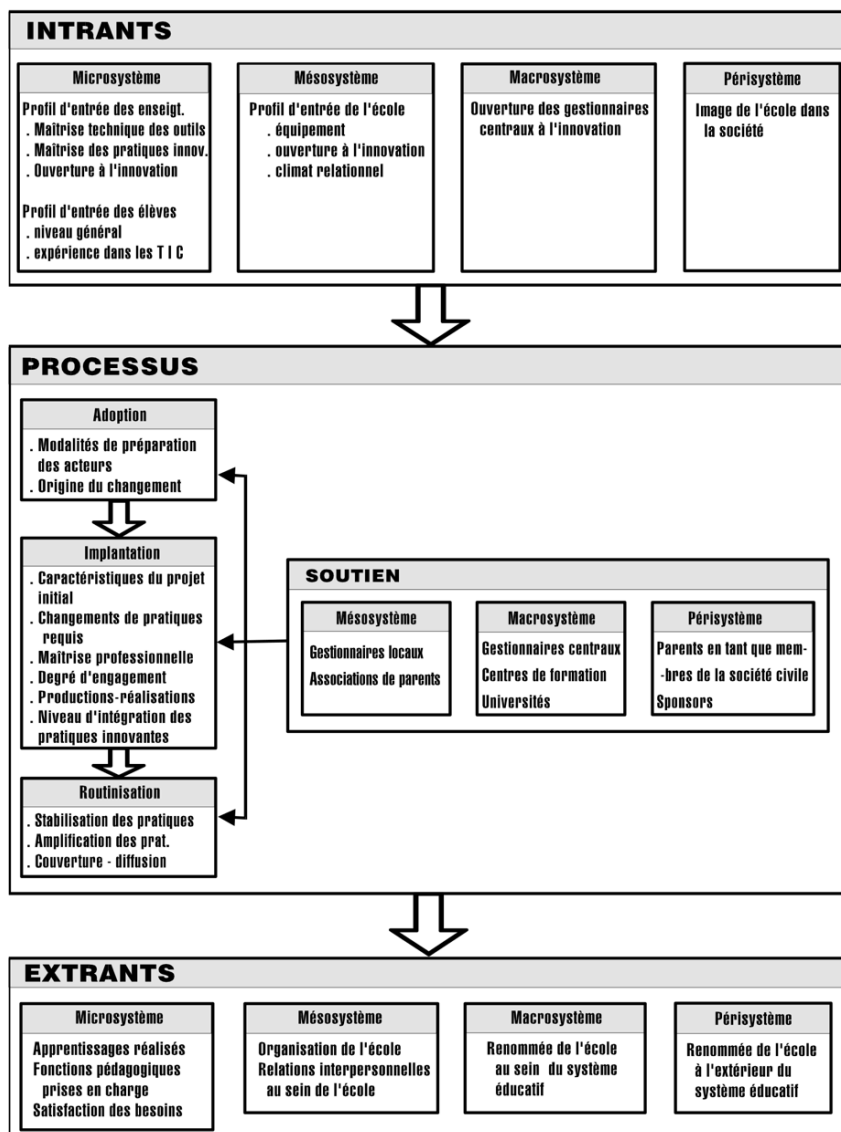 INTRANTS
Microsystème
Profil d'entrée des enseigt.
. Maîtrise technique des outils
. Maîtrise des pratiques innov.
. Ouverture à l'innovation
Profil d'entrée des élèves
. niveau général
. expérience dans les T I C
Mésosystème
Profil d'entrée de l'école
. équipement
. ouverture à l'innovation
. climat relationnel
Macrosystème
Ouverture des gestionnaires
centraux à l'innovation
Périsystème
Image de l'école dans
la société
PROCESSUS
Adoption
. Modalités de préparation
des acteurs
. Origine du changement
Implantation
. Caractéristiques du projet
initial
. Changements de pratiques
requis
. Maîtrise professionnelle
. Degré d'engagement
. Productions-réalisations
. Niveau d'intégration des
pratiques innovantes
Routinisation
. Stabilisation des pratiques
. Amplification des prat.
. Couverture - diffusion
SOUTIEN
Mésosystème
Gestionnaires locaux
Associations de parents
Macrosystème
Gestionnaires centraux
Centres de formation
Universités
Périsystème
Parents en tant que mem-
-bres de la société civile
Sponsors
EXTRANTS
Microsystème
Apprentissages réalisés
Fonctions pédagogiques
prises en charge
Satisfaction des besoins
Mésosystème
Organisation de l'école
Relations interpersonnelles
au sein de l'école
Macrosystème
Renommée de l'école
au sein du système
éducatif
Périsystème
Renommée de l'école
à l'extérieur du
système éducatif